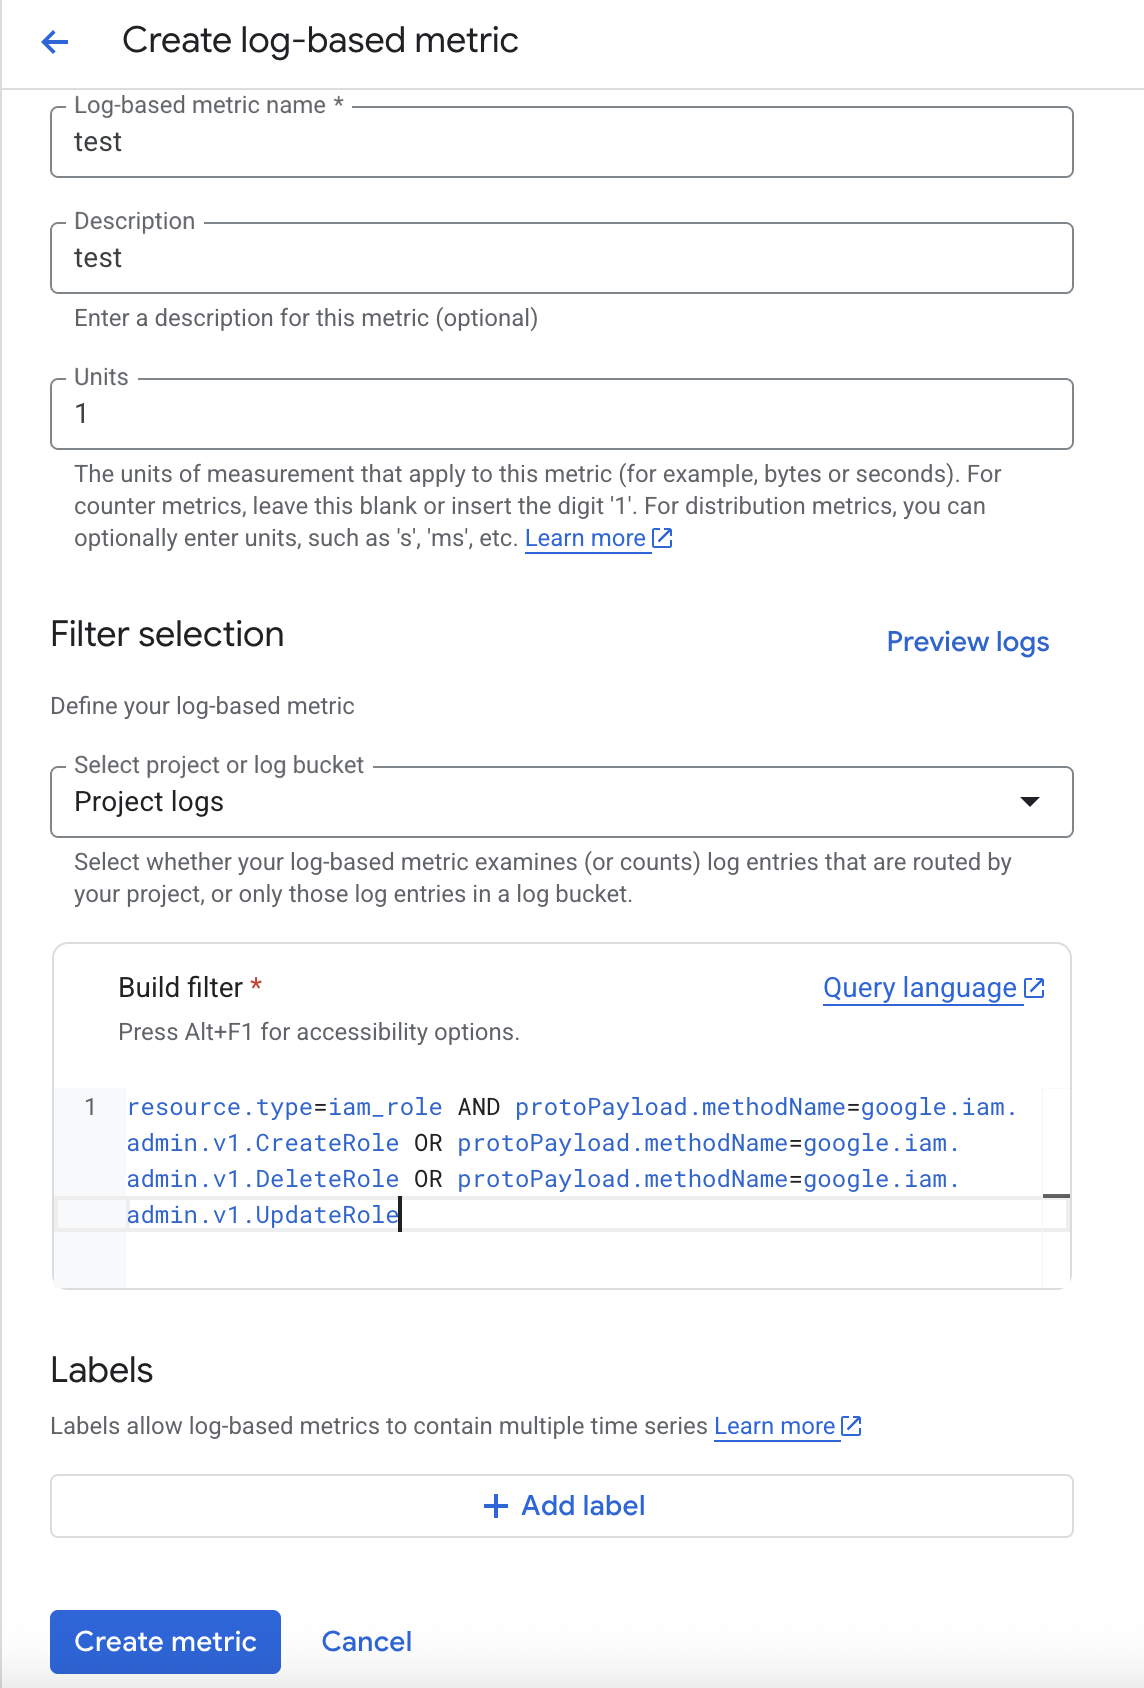 Create log-based metric
Log-based metric name *
test
Description
test
Enter a description for this metric (optional)
Units
1
The units of measurement that apply to this metric (for example, bytes or seconds). For
counter metrics, leave this blank or insert the digit '1'. For distribution metrics, you can
optionally enter units, such as 's', 'ms', etc. Learn more
Filter selection
Preview logs
Define your log-based metric
Select project or log bucket
Project logs
Select whether your log-based metric examines (or counts) log entries that are routed by
your project, or only those log entries in a log bucket.
Build filter *
Query language
Press Alt+F1 for accessibility options.
1 resource.type=iam_role AND protoPayload.methodName=google.iam.
admin.v1.CreateRole OR protoPayload.methodName=google.iam.
admin.v1.DeleteRole OR protoPayload.methodName=google.iam.
admin.v1.UpdateRole
Labels
Labels allow log-based metrics to contain multiple time series Learn more
+ Add label
Create metric
Cancel